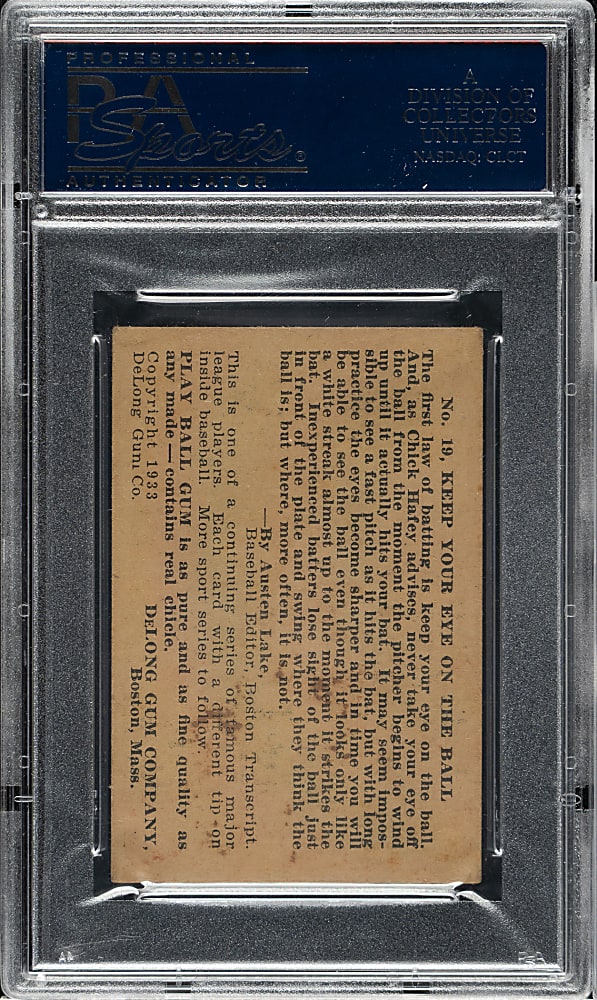 PROFESSIONAL
PSA
Sports®
AUTHENTICATOR
A
DIVISION OF
COLLECTORS
UNIVERSE
NASDAQ: CLCT
No. 19, KEEP YOUR EYE ON THE BALL
The first law of batting is keep your eye on the ball.
And, as Chick Hafey advises, never take your eye off
the ball from the moment the pitcher begins to wind
up until it actually hits your bat. It may seem impos-
sible to see a fast pitch as it hits the bat, but with long
practice the eyes become sharper and in time you will
be able to see the ball even though it looks only like
a white streak almost up to the moment it strikes the
bat. Inexperienced batters lose sight of the ball just
in front of the plate and swing where they think the
ball is; but where, more often, it is not.
—By Austen Lake,
Baseball Editor, Boston Transcript.
This is one of a continuing series of famous major
league players. Each card with a different tip on
inside baseball. More sport series to follow.
PLAY BALL GUM is as pure and as fine quality as
any made—contains real chicle.
Copyright 1933
DeLong Gum Co.
DELONG GUM COMPANY,
Boston, Mass.